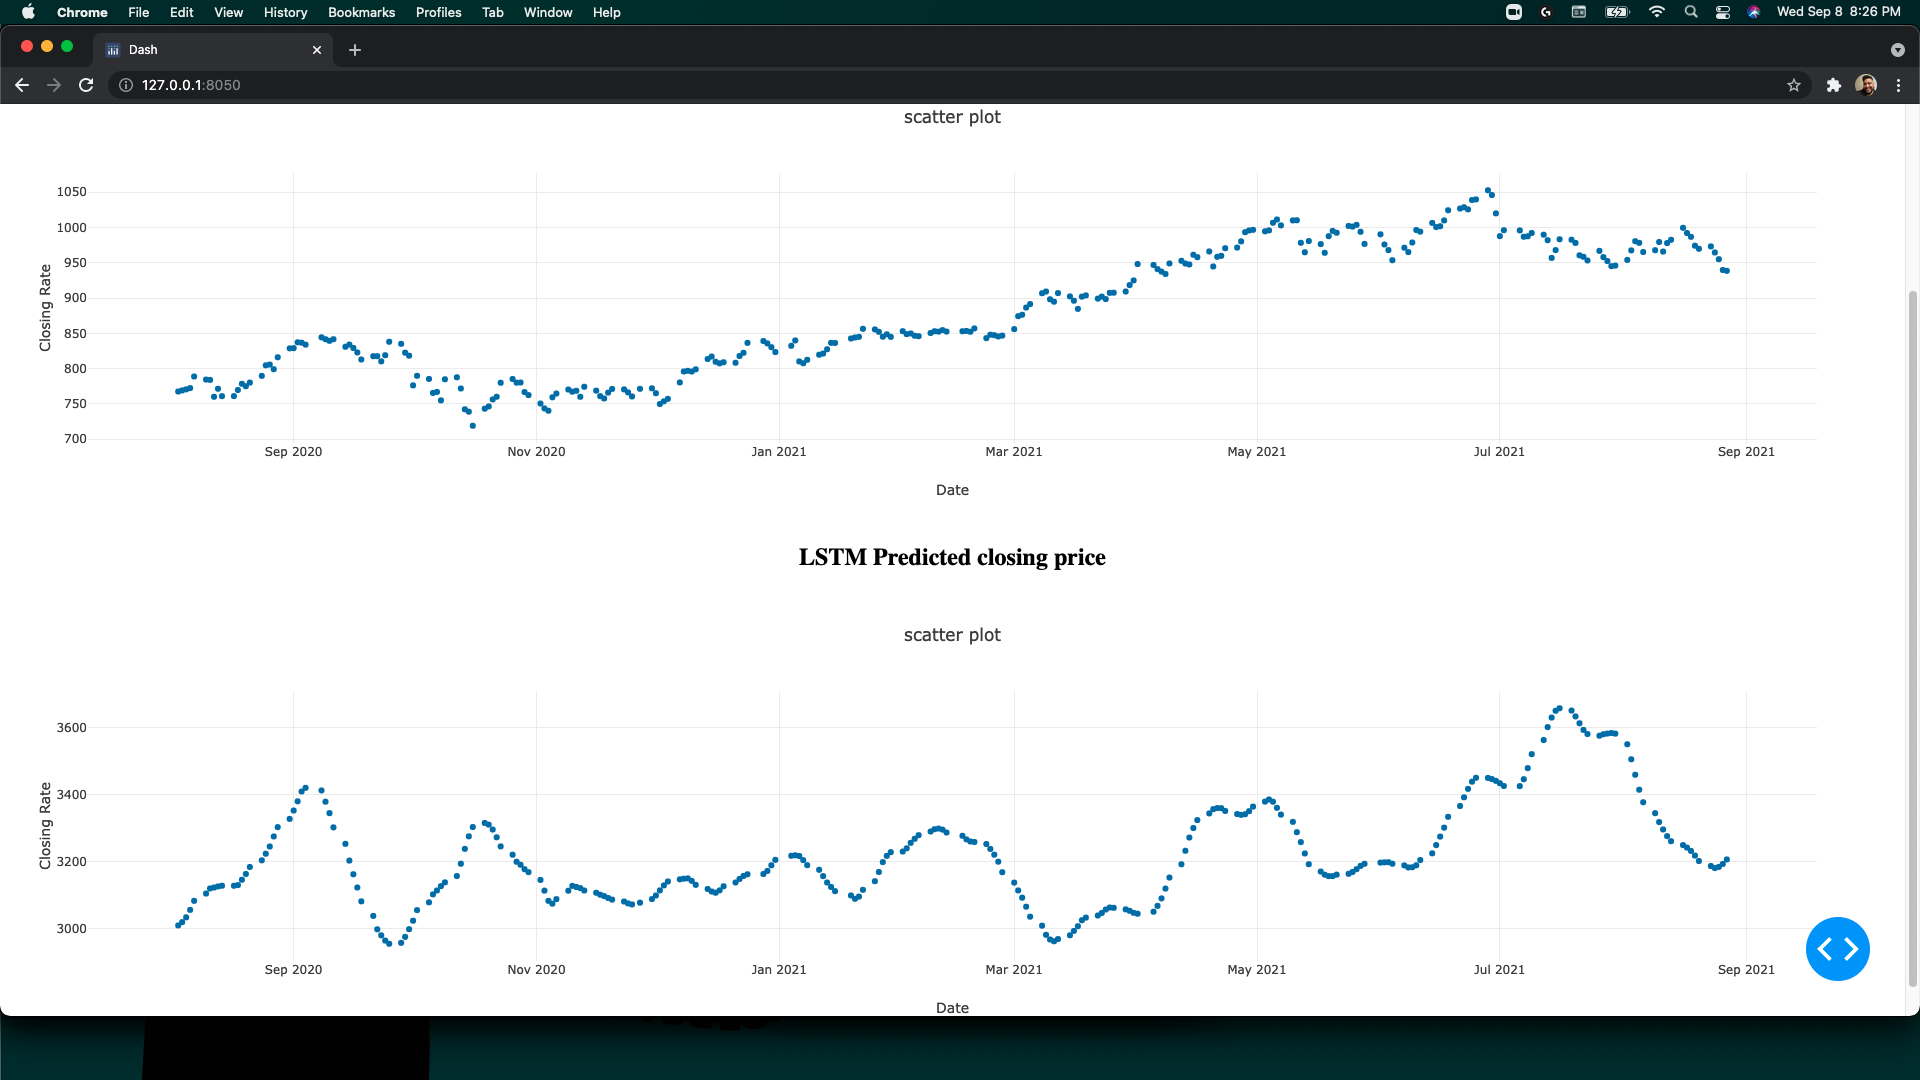 Chrome File Edit View History Bookmarks Profiles Tab Window Help Wed Sep 8 8:26 PM
Dash
127.0.0.1:8050
scatter plot
1050
1000
950
900
850
800
750
700
Closing Rate
Sep 2020 Nov 2020 Jan 2021 Mar 2021 May 2021 Jul 2021 Sep 2021
Date
LSTM Predicted closing price
scatter plot
3600
3400
3200
3000
Closing Rate
Sep 2020 Nov 2020 Jan 2021 Mar 2021 May 2021 Jul 2021 Sep 2021
Date